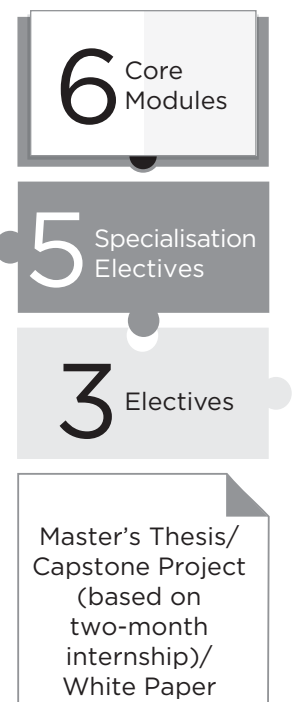 6 Core
Modules
5 Specialisation
Electives
3 Electives
Master's Thesis/
Capstone Project
(based on
two-month
internship)/
White Paper